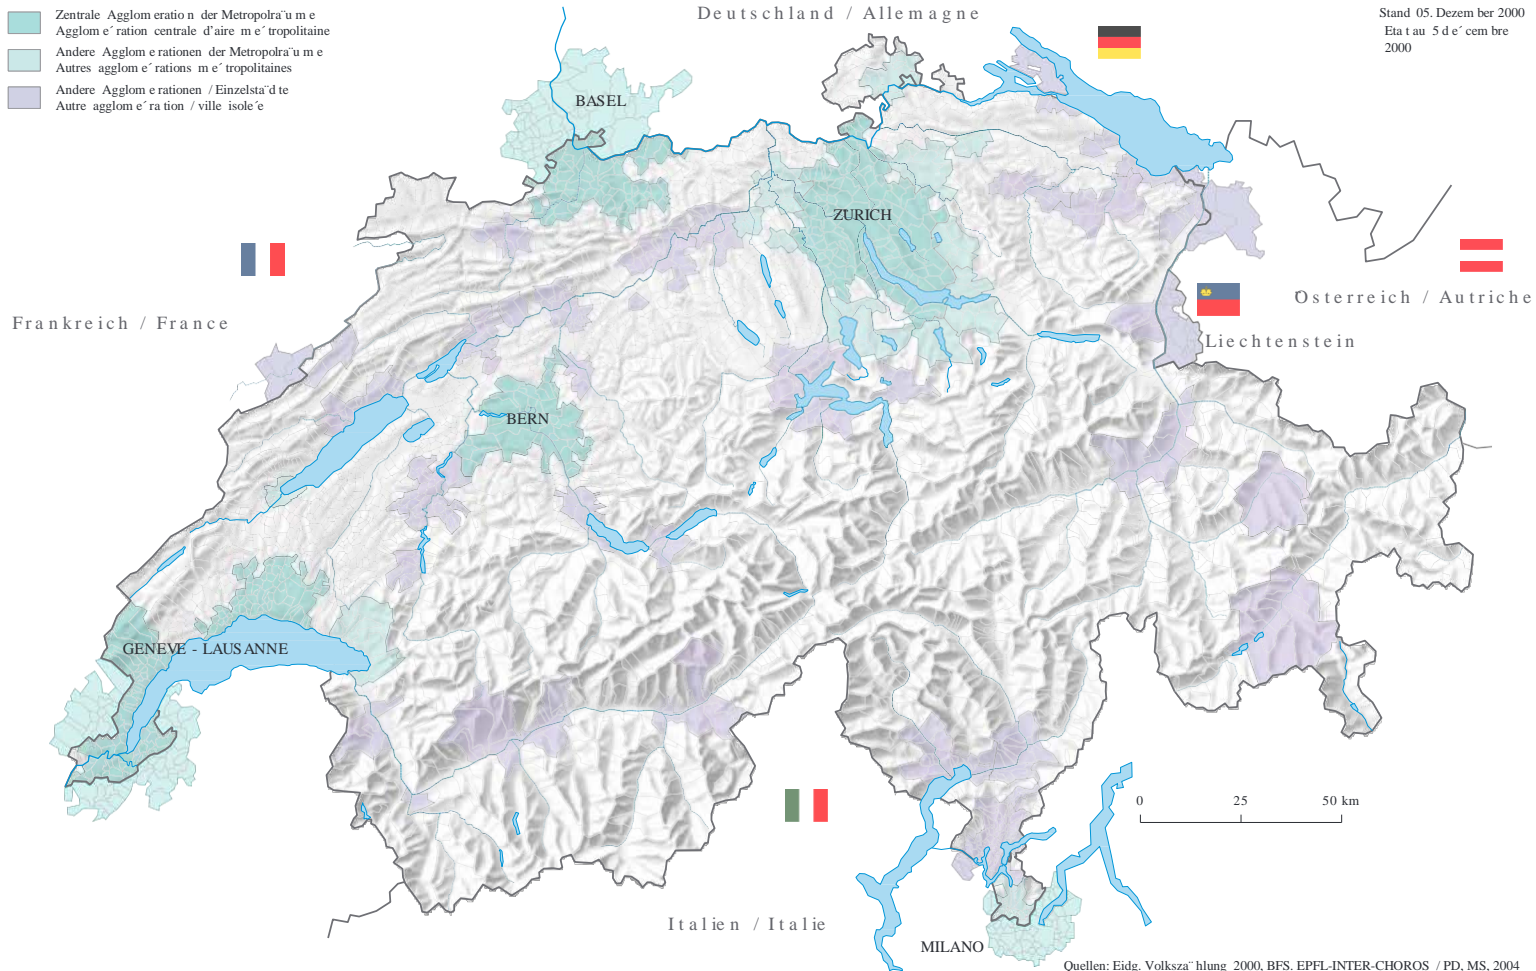 Zentrale Agglomeration der Metropolräume
Agglomération centrale d'aire métropolitaine
Andere Agglomerationen der Metropolräume
Autres agglomérations métropolitaines
Andere Agglomerationen / Einzelstädte
Autre agglomération / ville isolée
Deutschland / Allemagne
Stand 05. Dezember 2000
Etat au 5 décembre
2000
BASEL
ZÜRICH
Frankreich / France
Österreich / Autriche
Liechtenstein
BERN
GENEVE - LAUSANNE
0 25 50 km
Italien / Italie
MILANO
Quellen: Eidg. Volkszählung 2000, BFS, EPFL-INTER-CHOROS / PD, MS, 2004